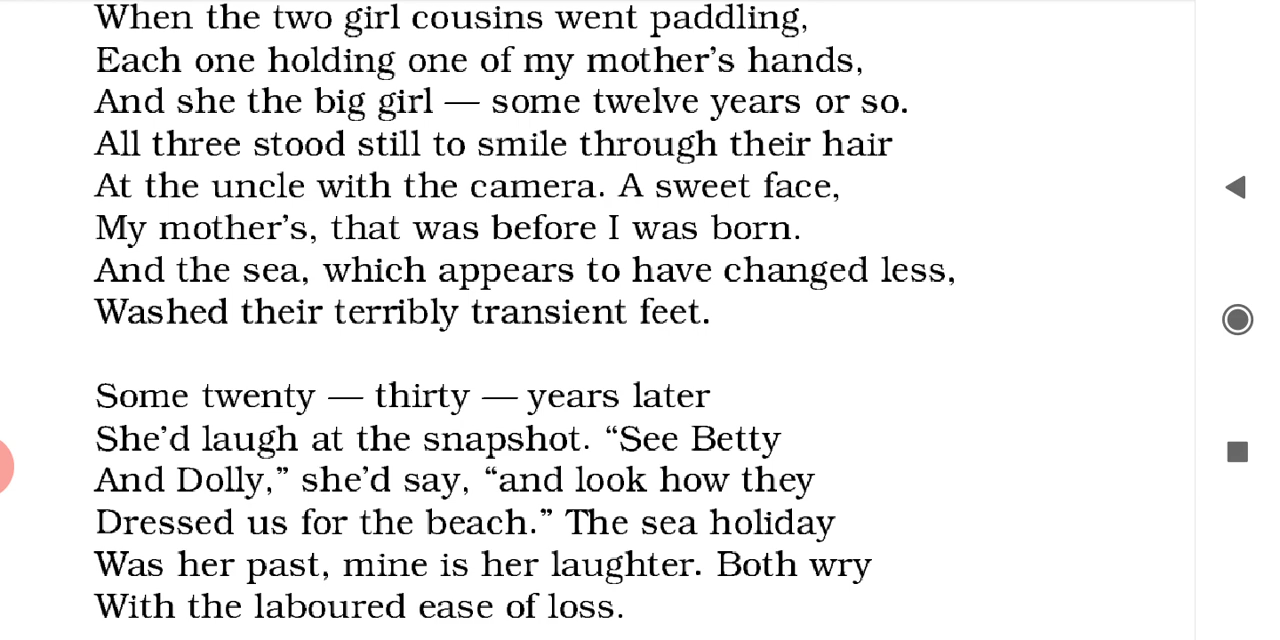 When the two girl cousins went paddling,
Each one holding one of my mother’s hands,
And she the big girl — some twelve years or so.
All three stood still to smile through their hair
At the uncle with the camera. A sweet face,
My mother’s, that was before I was born.
And the sea, which appears to have changed less,
Washed their terribly transient feet.

Some twenty — thirty — years later
She’d laugh at the snapshot. “See Betty
And Dolly,” she’d say, “and look how they
Dressed us for the beach.” The sea holiday
Was her past, mine is her laughter. Both wry
With the laboured ease of loss.